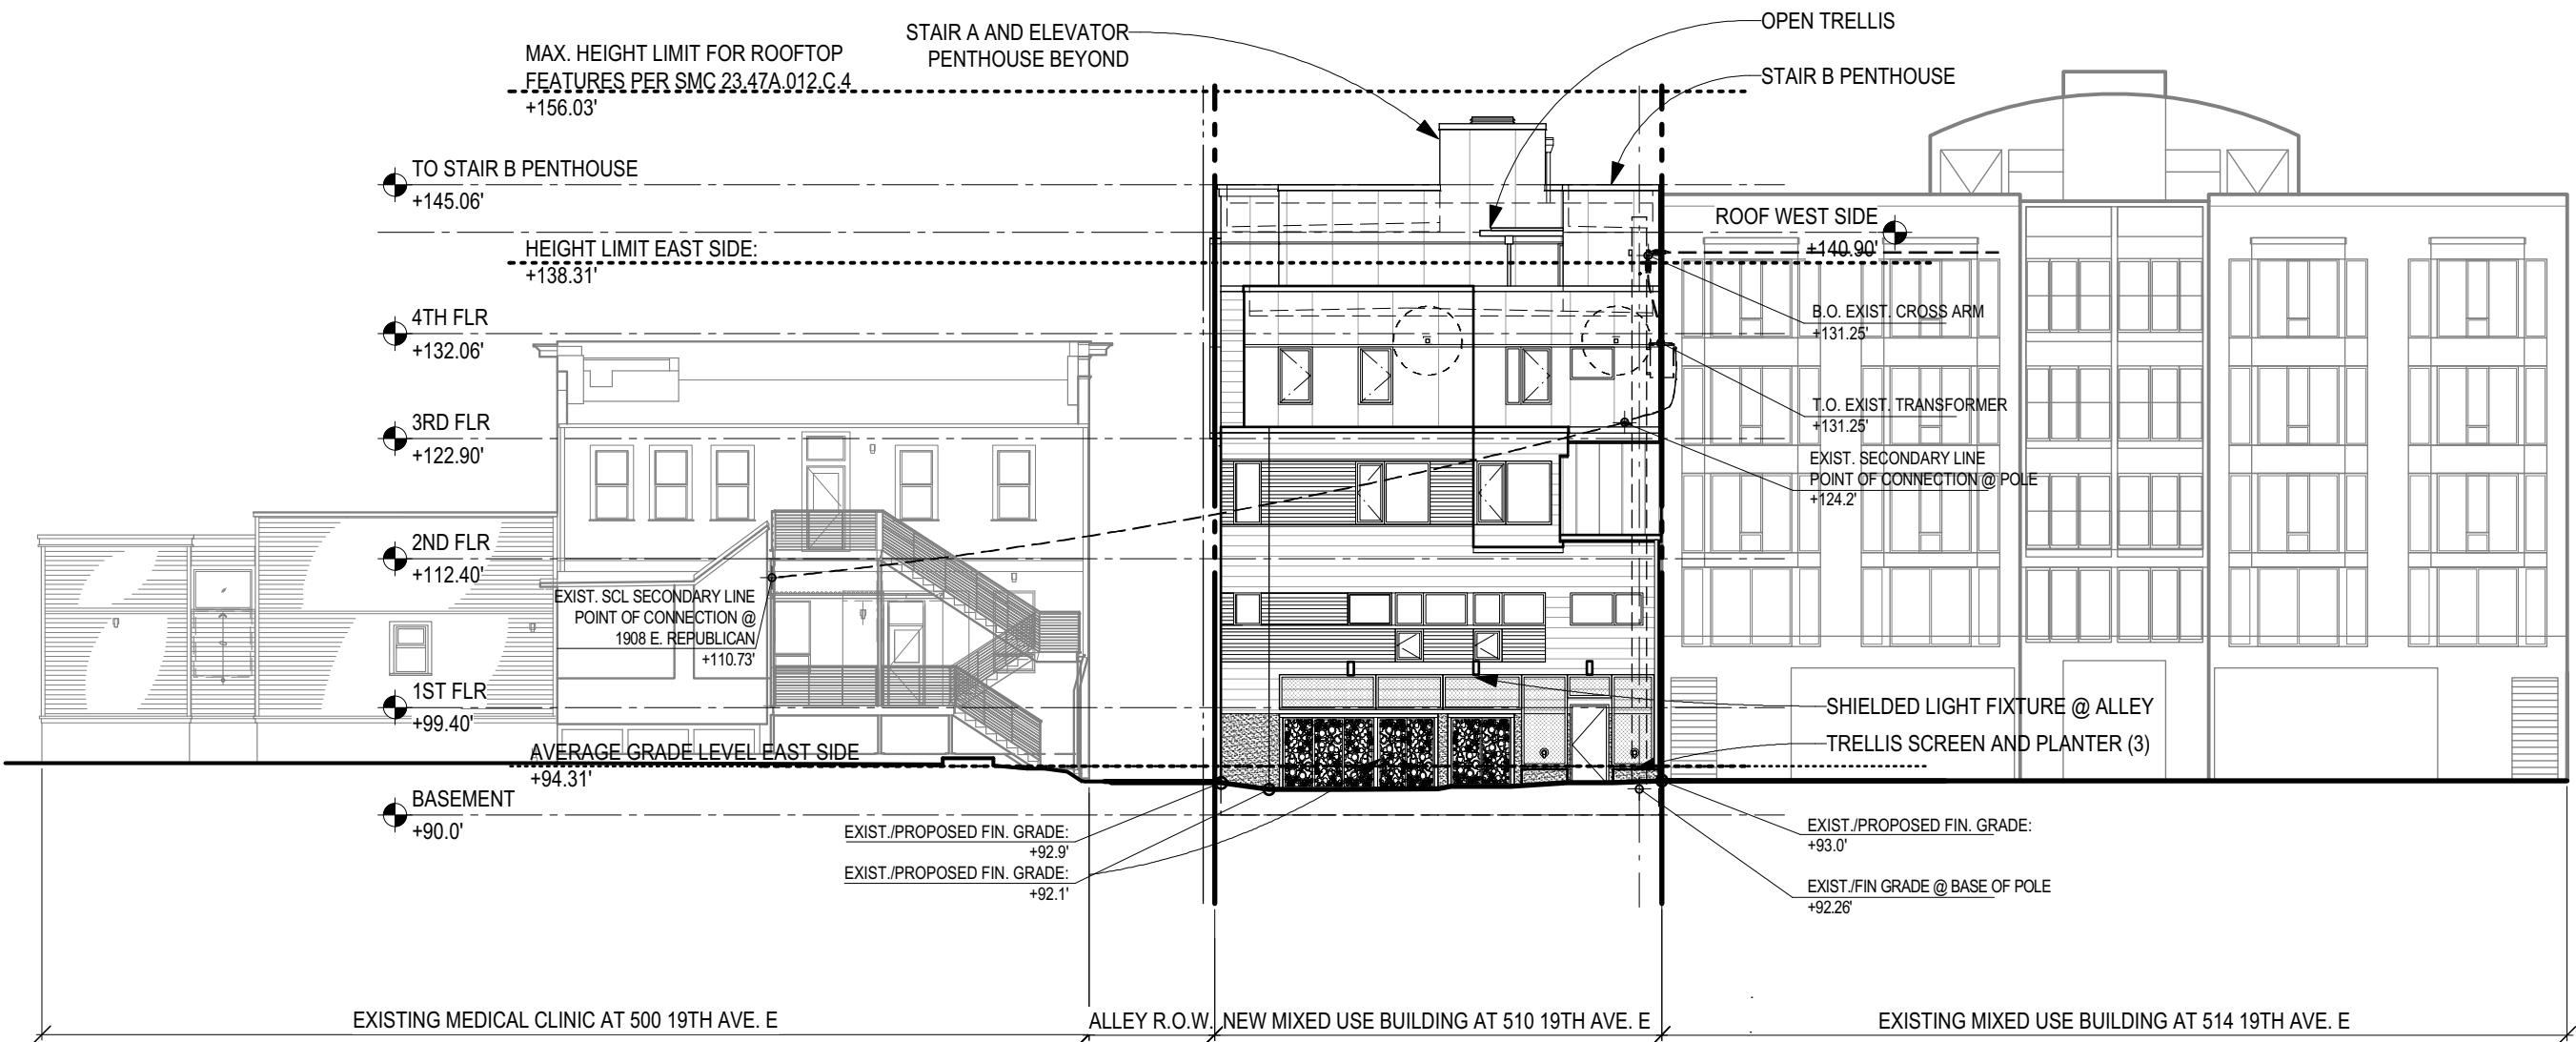 STAIR A AND ELEVATOR
PENTHOUSE BEYOND
OPEN TRELLIS
MAX. HEIGHT LIMIT FOR ROOFTOP
FEATURES PER SMC 23.47A.012.C.4
+156.03'
STAIR B PENTHOUSE
TO STAIR B PENTHOUSE
+145.06'
ROOF WEST SIDE
+140.90'
HEIGHT LIMIT EAST SIDE:
+138.31'
4TH FLR
+132.06'
B.O. EXIST. CROSS ARM
+131.25'
T.O. EXIST. TRANSFORMER
+131.25'
3RD FLR
+122.90'
EXIST. SECONDARY LINE
POINT OF CONNECTION @ POLE
+124.2'
2ND FLR
+112.40'
EXIST. SCL SECONDARY LINE
POINT OF CONNECTION @
1908 E. REPUBLICAN
+110.73'
1ST FLR
+99.40'
SHIELDED LIGHT FIXTURE @ ALLEY
TRELLIS SCREEN AND PLANTER (3)
AVERAGE GRADE LEVEL EAST SIDE
+94.31'
BASEMENT
+90.0'
EXIST./PROPOSED FIN. GRADE:
+92.9'
EXIST./PROPOSED FIN. GRADE:
+92.1'
EXIST./PROPOSED FIN. GRADE:
+93.0'
EXIST./FIN GRADE @ BASE OF POLE
+92.26'
EXISTING MEDICAL CLINIC AT 500 19TH AVE. E
ALLEY R.O.W.
NEW MIXED USE BUILDING AT 510 19TH AVE. E
EXISTING MIXED USE BUILDING AT 514 19TH AVE. E